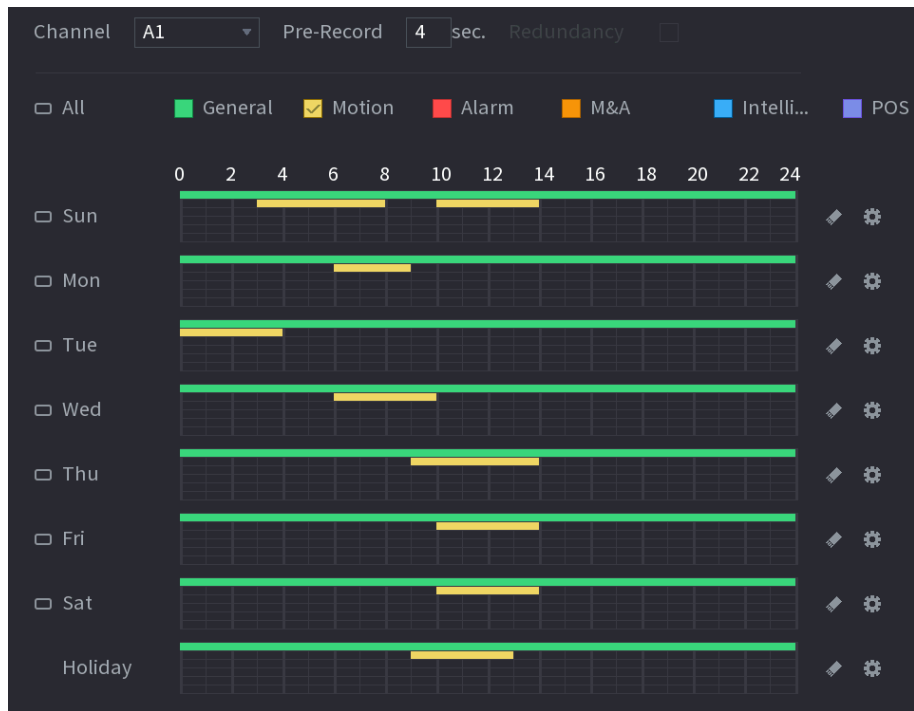 Channel A1 Pre-Record 4 sec. Redundancy
All General Motion Alarm M&A Intelli... POS
0 2 4 6 8 10 12 14 16 18 20 22 24
Sun
Mon
Tue
Wed
Thu
Fri
Sat
Holiday